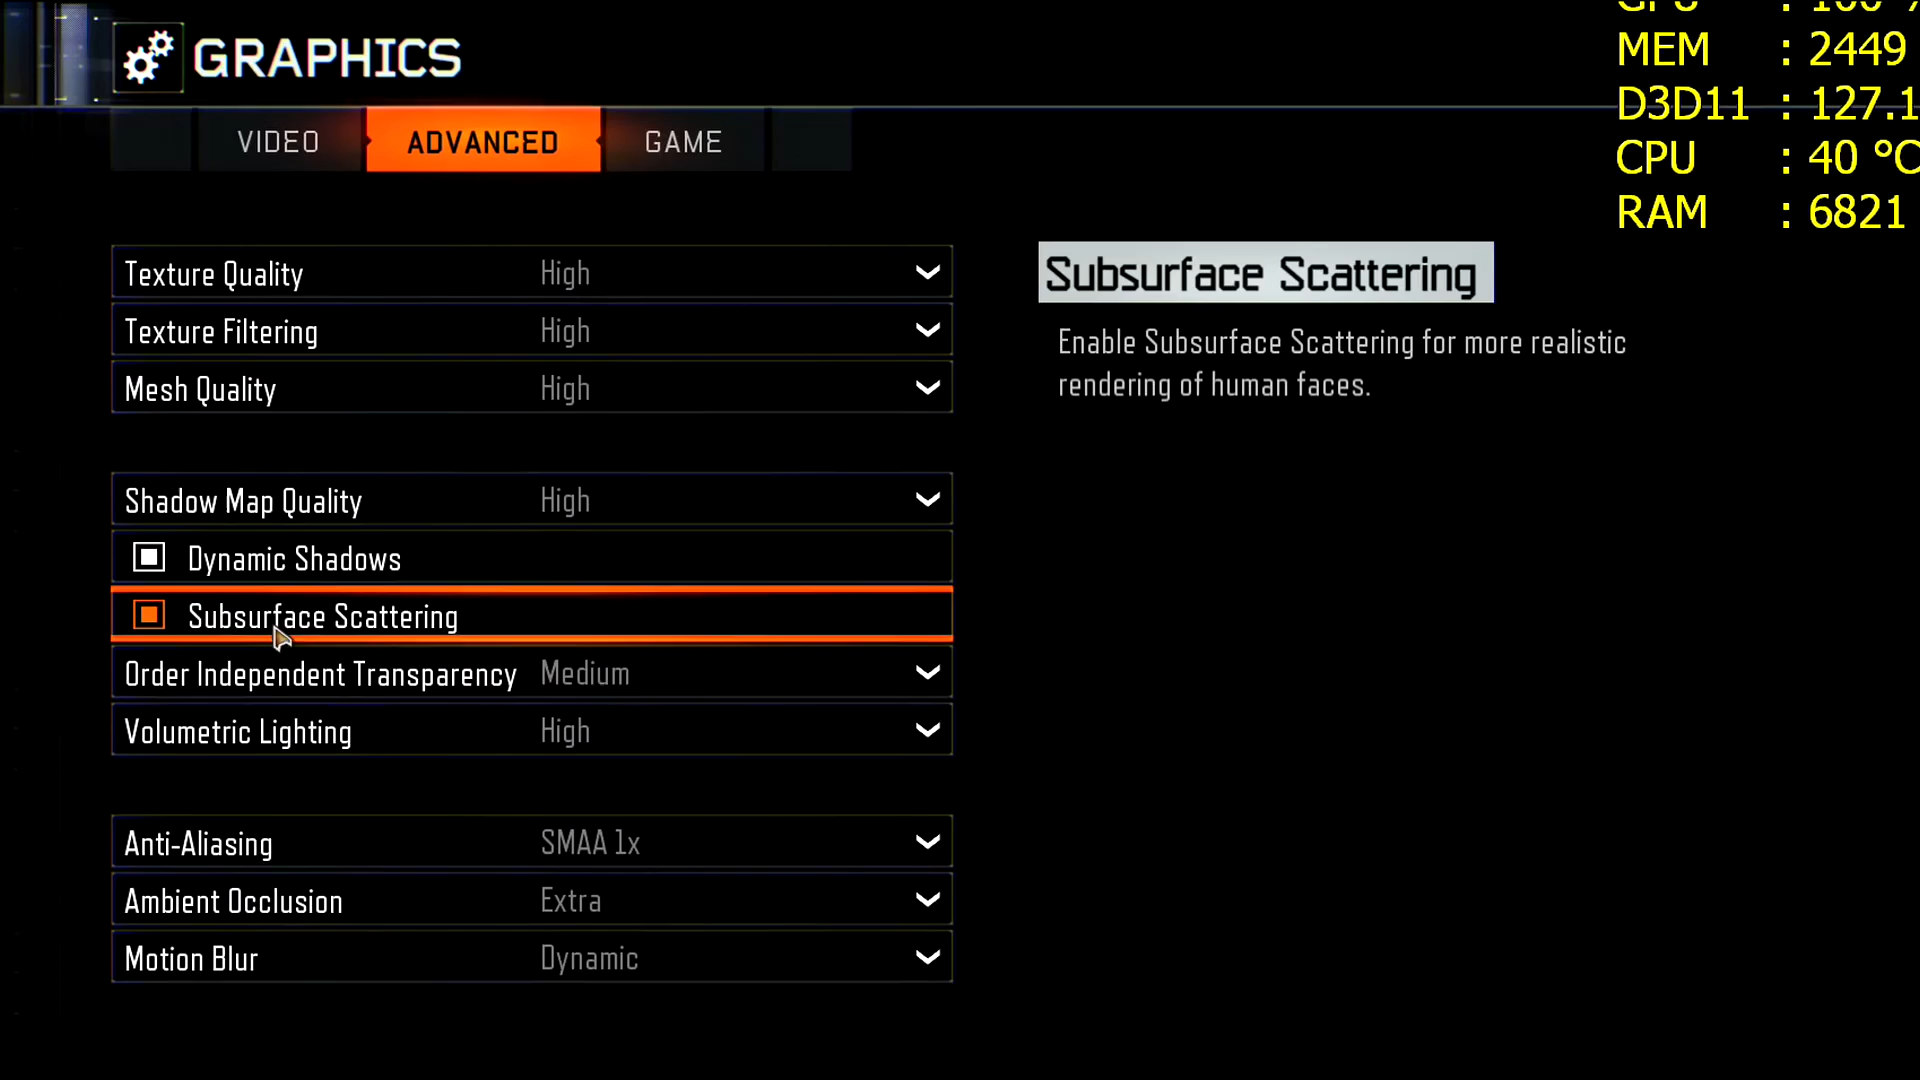 GRAPHICS
VIDEO
ADVANCED
GAME
MEM : 2449
D3D11 : 127.1
CPU : 40 °C
RAM : 6821
Texture Quality High
Texture Filtering High
Mesh Quality High
Shadow Map Quality High
Dynamic Shadows
Subsurface Scattering
Order Independent Transparency Medium
Volumetric Lighting High
Anti-Aliasing SMAA 1x
Ambient Occlusion Extra
Motion Blur Dynamic
Subsurface Scattering
Enable Subsurface Scattering for more realistic
rendering of human faces.